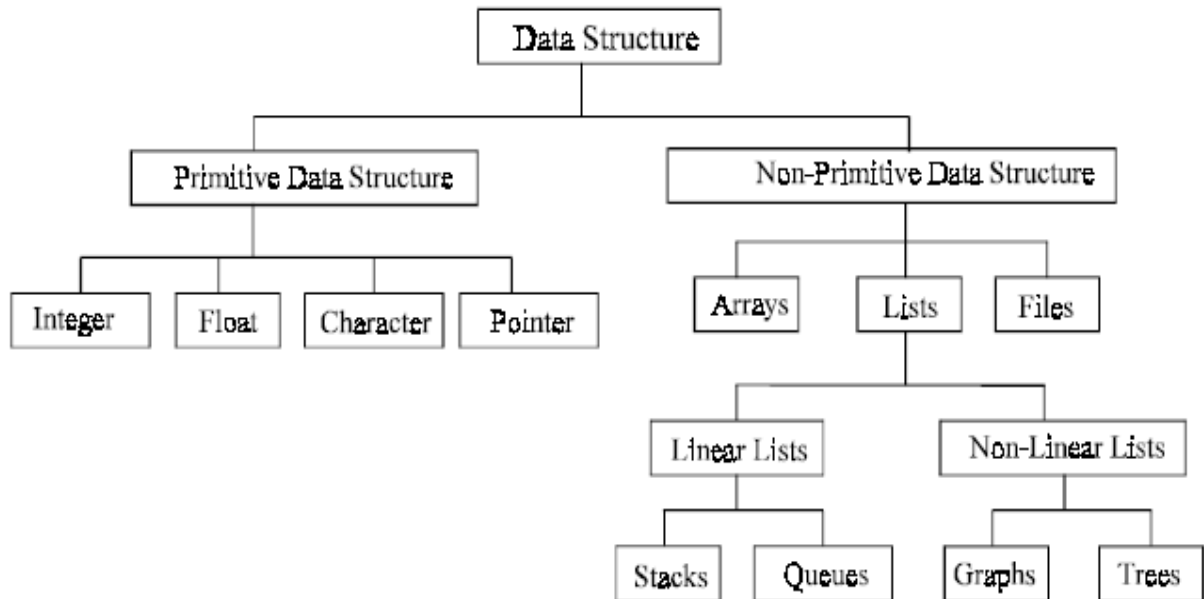 Data Structure
Primitive Data Structure
Non-Primitive Data Structure
Integer
Float
Character
Pointer
Arrays
Lists
Files
Linear Lists
Non-Linear Lists
Stacks
Queues
Graphs
Trees